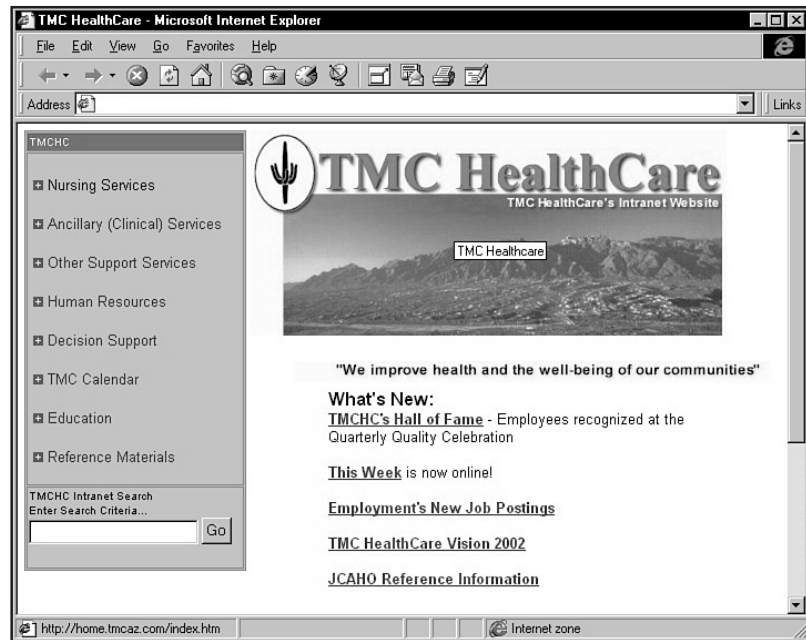 TMC HealthCare - Microsoft Internet Explorer
File Edit View Go Favorites Help
Address
Links
TMCHC
Nursing Services
Ancillary (Clinical) Services
Other Support Services
Human Resources
Decision Support
TMC Calendar
Education
Reference Materials
TMCHC Intranet Search
Enter Search Criteria...
Go
TMC HealthCare
TMC HealthCare's Intranet Website
TMC Healthcare
"We improve health and the well-being of our communities"
What's New:
TMCHC's Hall of Fame - Employees recognized at the
Quarterly Quality Celebration
This Week is now online!
Employment's New Job Postings
TMC HealthCare Vision 2002
JCAHO Reference Information
http://home.tmcaz.com/index.htm
Internet zone